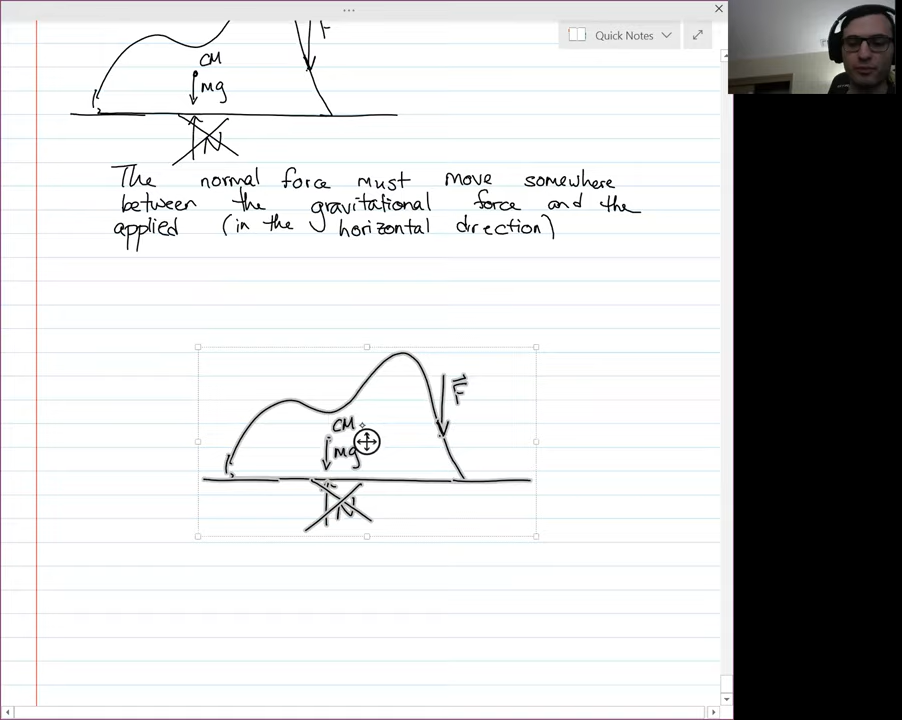 Quick Notes
F
CM
mg
N
The normal force must move somewhere
between the gravitational force and the
applied (in the horizontal direction)
F
CM
mg
N